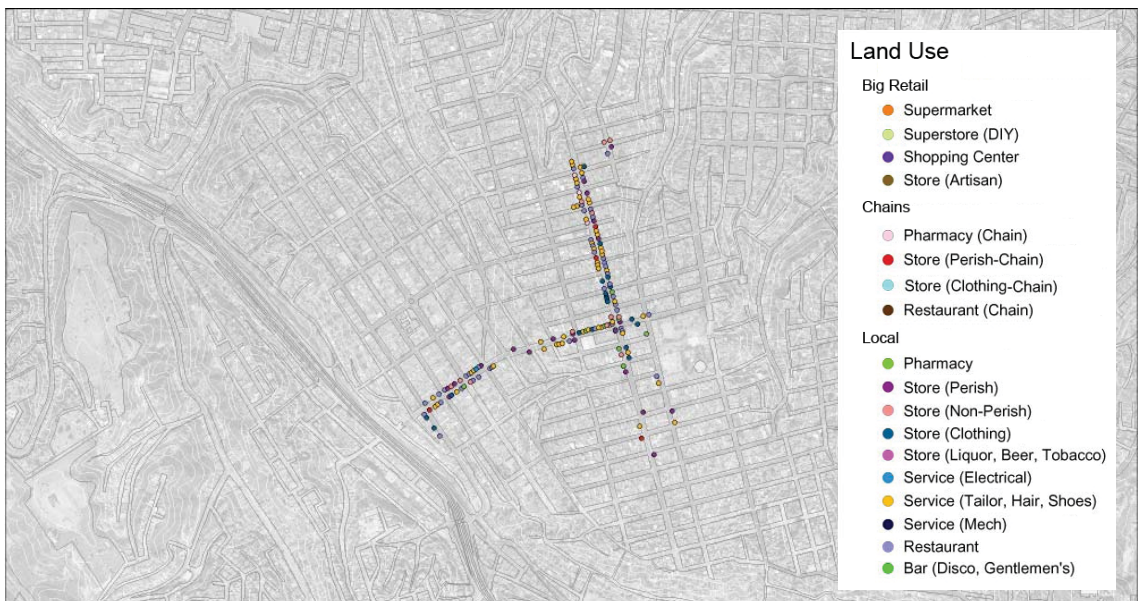 Land Use
Big Retail
Supermarket
Superstore (DIY)
Shopping Center
Store (Artisan)
Chains
Pharmacy (Chain)
Store (Perish-Chain)
Store (Clothing-Chain)
Restaurant (Chain)
Local
Pharmacy
Store (Perish)
Store (Non-Perish)
Store (Clothing)
Store (Liquor, Beer, Tobacco)
Service (Electrical)
Service (Tailor, Hair, Shoes)
Service (Mech)
Restaurant
Bar (Disco, Gentlemen's)